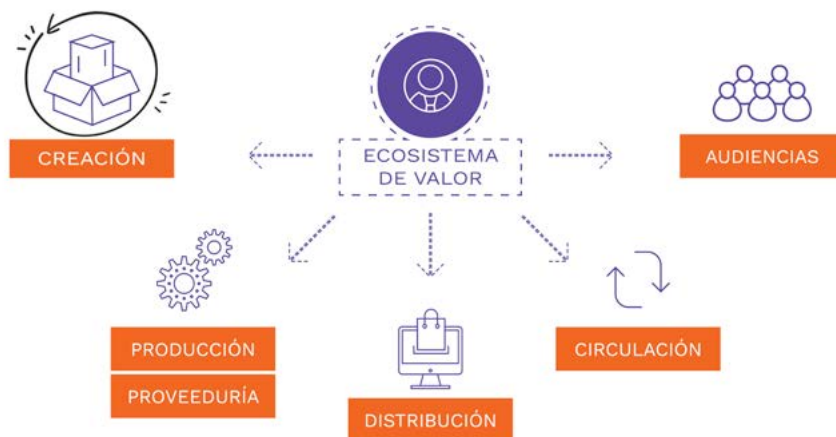 CREACIÓN
ECOSISTEMA
DE VALOR
AUDIENCIAS
PRODUCCIÓN
PROVEEDURÍA
DISTRIBUCIÓN
CIRCULACIÓN